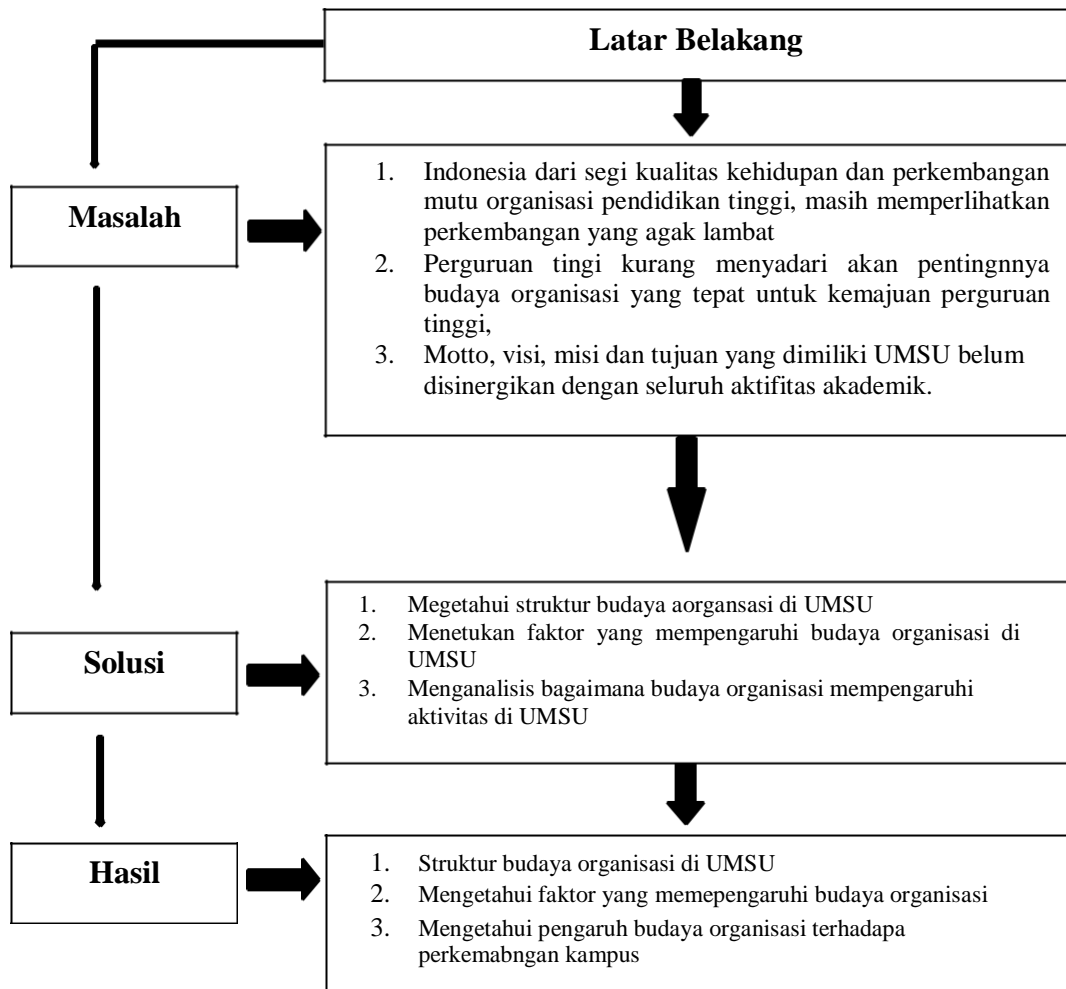 Latar Belakang
Masalah
1. Indonesia dari segi kualitas kehidupan dan perkembangan
mutu organisasi pendidikan tinggi, masih memperlihatkan
perkembangan yang agak lambat
2. Perguruan tingi kurang menyadari akan pentingnnya
budaya organisasi yang tepat untuk kemajuan perguruan
tinggi,
3. Motto, visi, misi dan tujuan yang dimiliki UMSU belum
disinergikan dengan seluruh aktifitas akademik.
Solusi
1. Megetahui struktur budaya aorgansasi di UMSU
2. Menetukan faktor yang mempengaruhi budaya organisasi di
UMSU
3. Menganalisis bagaimana budaya organisasi mempengaruhi
aktivitas di UMSU
Hasil
1. Struktur budaya organisasi di UMSU
2. Mengetahui faktor yang memepengaruhi budaya organisasi
3. Mengetahui pengaruh budaya organisasi terhadapa
perkemabngan kampus